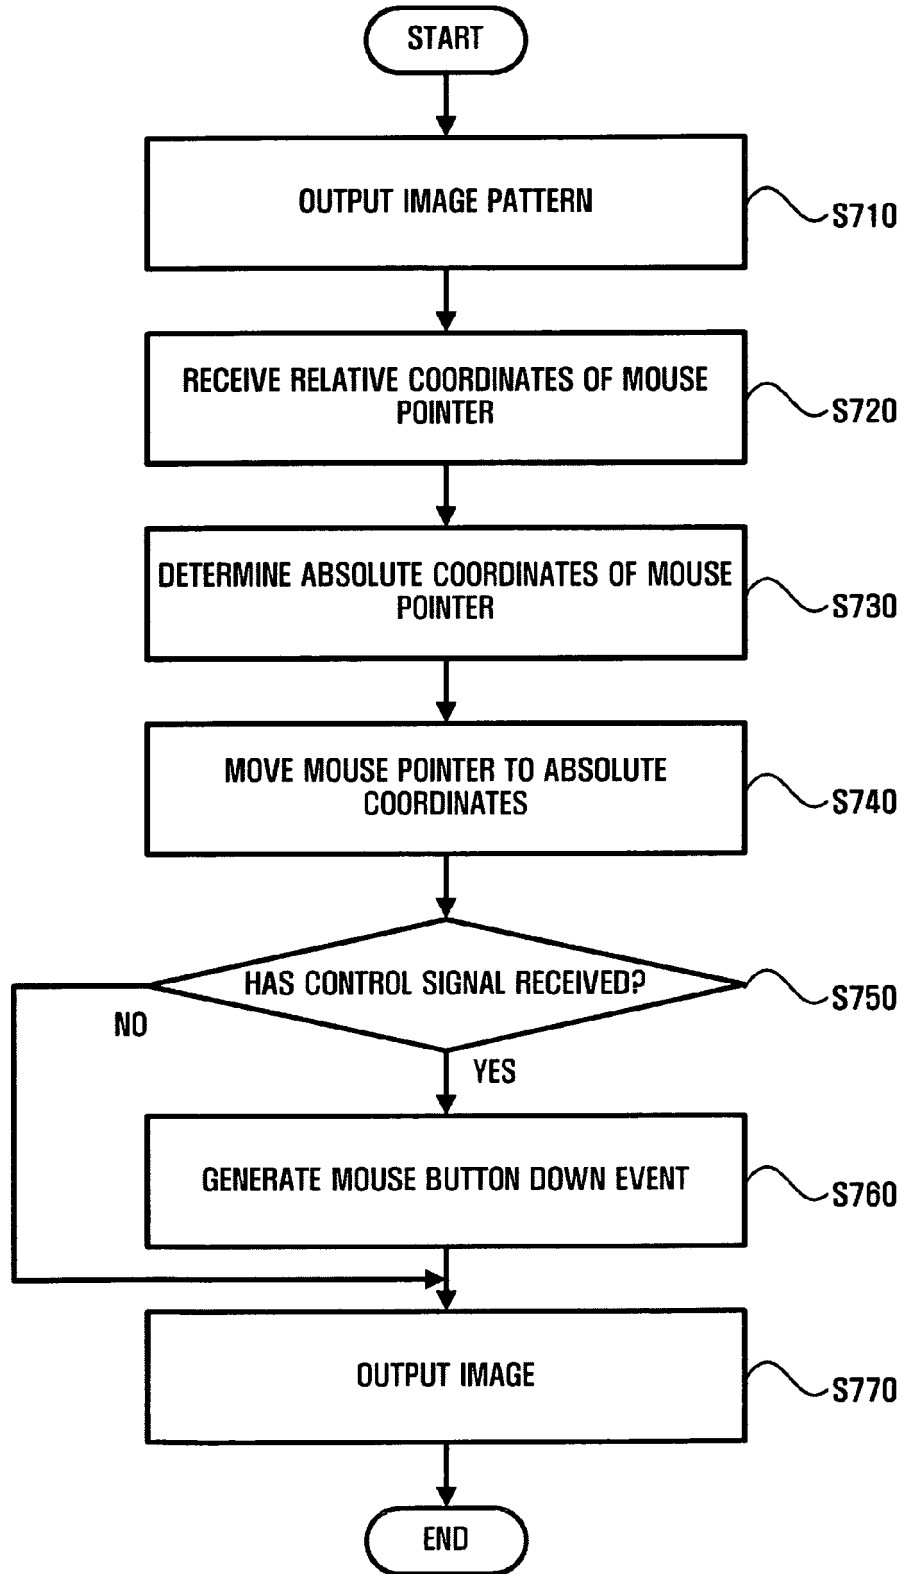 START
OUTPUT IMAGE PATTERN
S710
RECEIVE RELATIVE COORDINATES OF MOUSE
POINTER
S720
DETERMINE ABSOLUTE COORDINATES OF MOUSE
POINTER
S730
MOVE MOUSE POINTER TO ABSOLUTE
COORDINATES
S740
HAS CONTROL SIGNAL RECEIVED?
S750
NO
YES
GENERATE MOUSE BUTTON DOWN EVENT
S760
OUTPUT IMAGE
S770
END